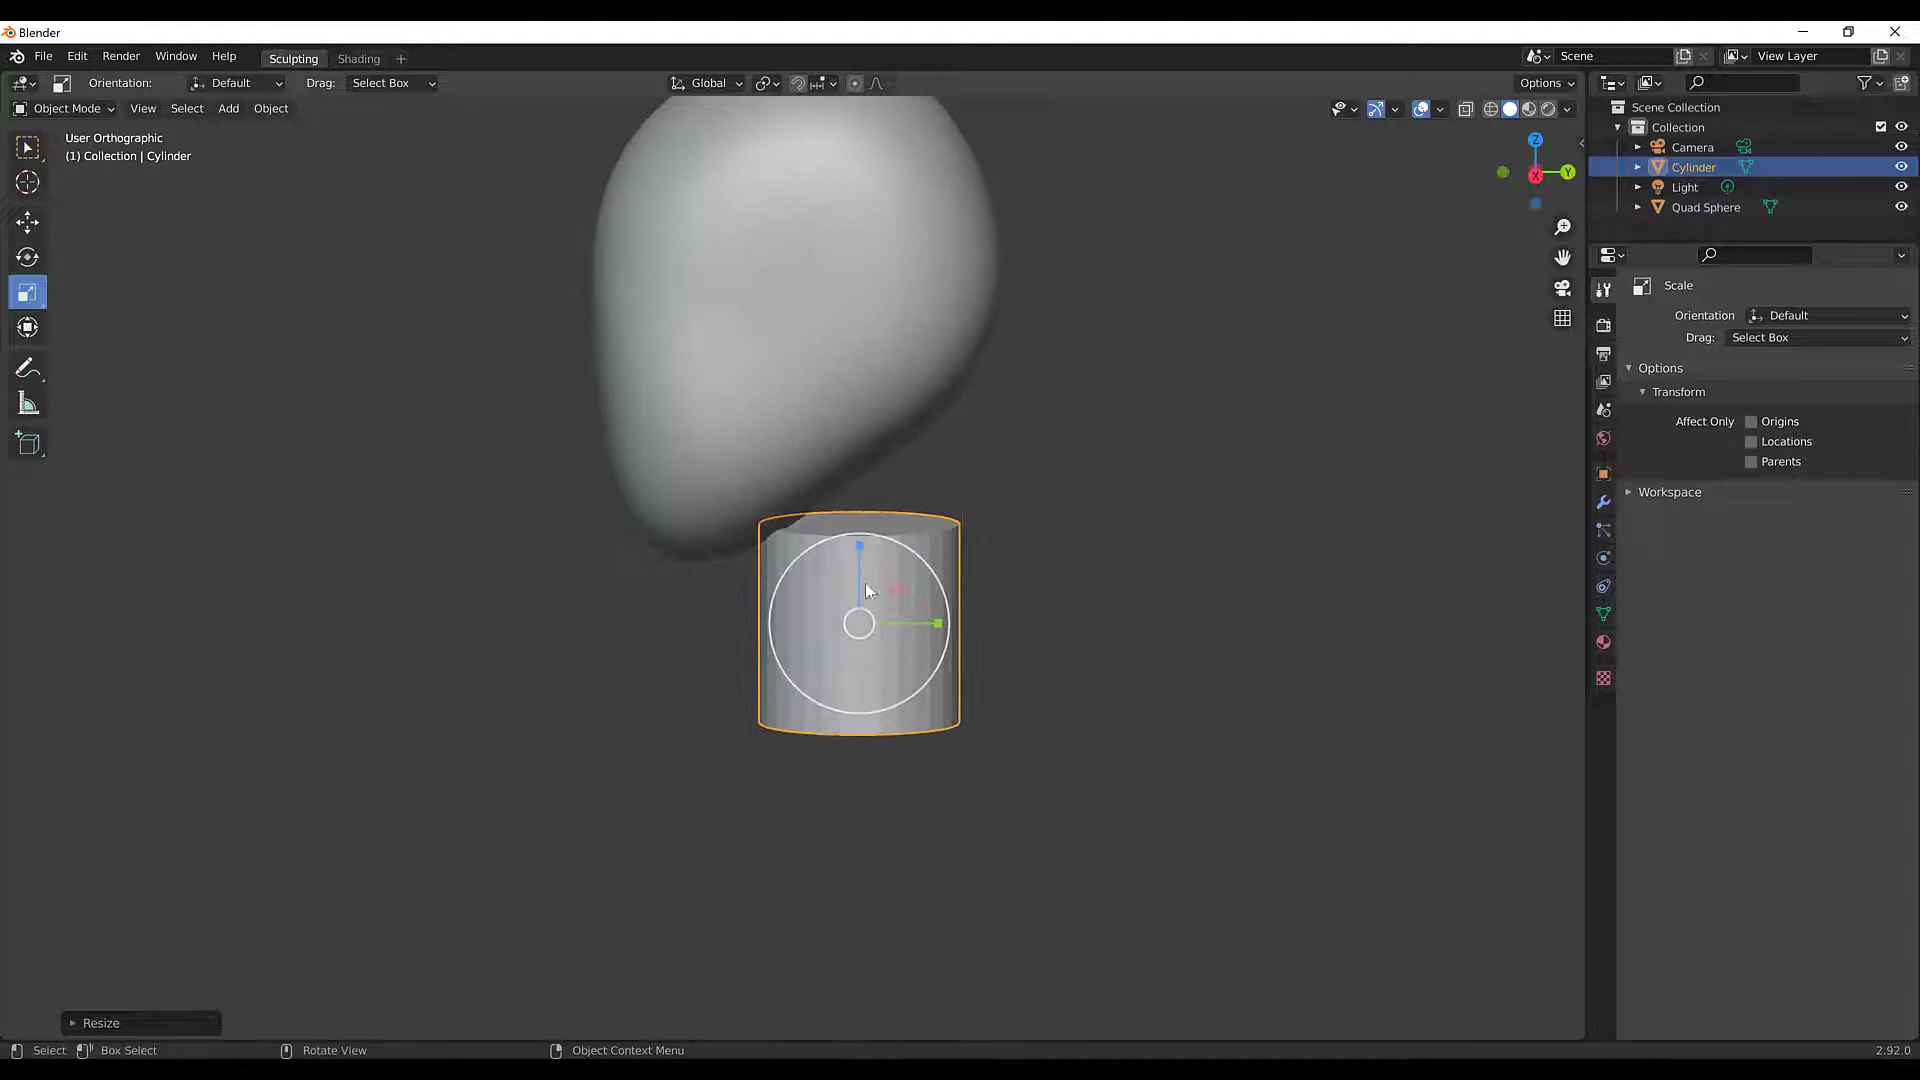 Blender
File Edit Render Window Help Sculpting Shading + Scene View Layer
Orientation: Default Drag: Select Box Global Options
Object Mode View Select Add Object
User Orthographic
(1) Collection | Cylinder
Z
Y
X
Scene Collection
Collection
Camera
Cylinder
Light
Quad Sphere
Scale
Orientation Default
Drag: Select Box
Options
Transform
Affect Only Origins
Locations
Parents
Workspace
Resize
Select Box Select Rotate View Object Context Menu 2.92.0